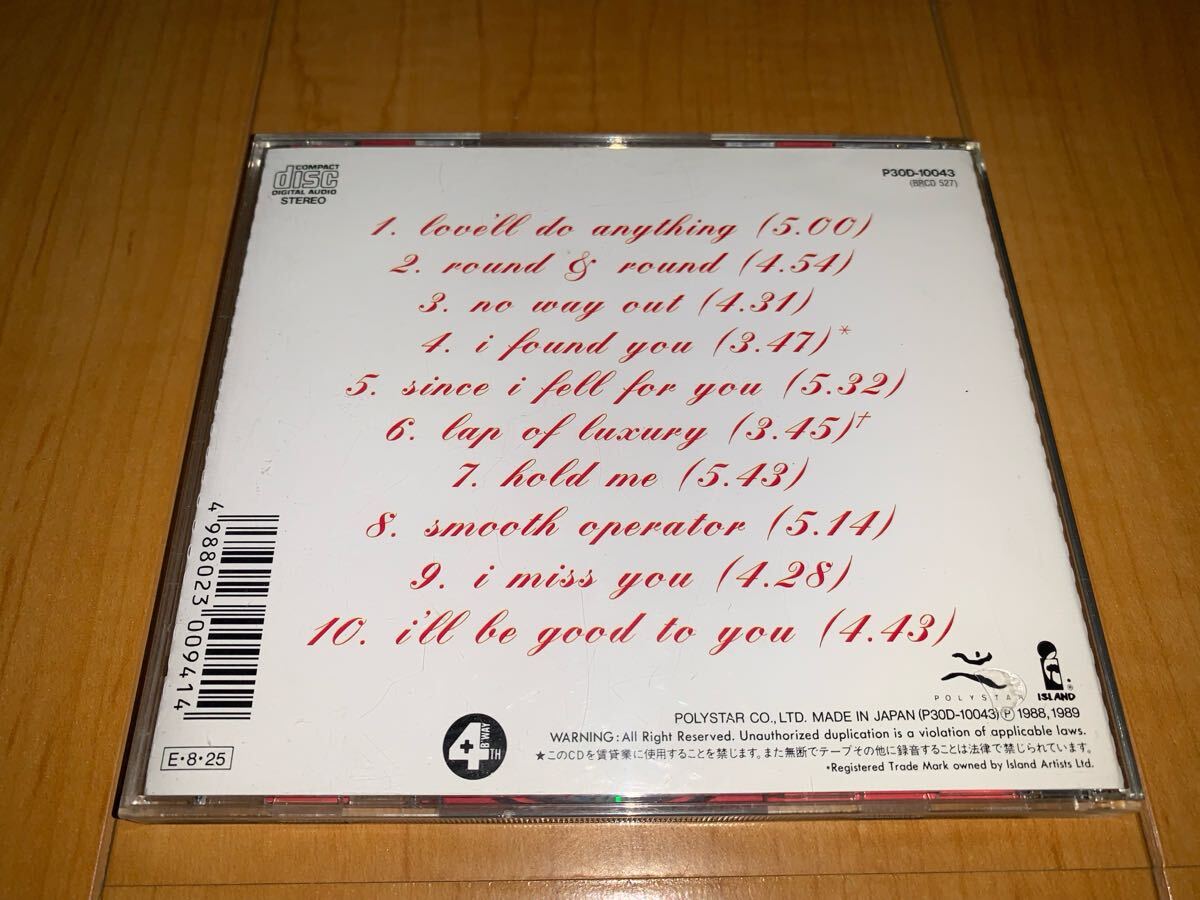 COMPACT
disc
DIGITAL AUDIO
STEREO
P30D-10043
(BRCD 527)
1. love'll do anything (5.00)
2. round & round (4.54)
3. no way out (4.31)
4. i found you (3.47)*
5. since i fell for you (5.32)
6. lap of luxury (3.45)†
7. hold me (5.43)
8. smooth operator (5.14)
9. i miss you (4.28)
10. i'll be good to you (4.43)
4988023009414
E・8・25
4TH B'WAY
POLYSTAR
ISLAND®
POLYSTAR CO., LTD. MADE IN JAPAN (P30D-10043) Ⓟ 1988, 1989
WARNING: All Right Reserved. Unauthorized duplication is a violation of applicable laws.
★このCDを賃貸業に使用することを禁じます。また無断でテープその他に録音することは法律で禁じられています。
*Registered Trade Mark owned by Island Artists Ltd.